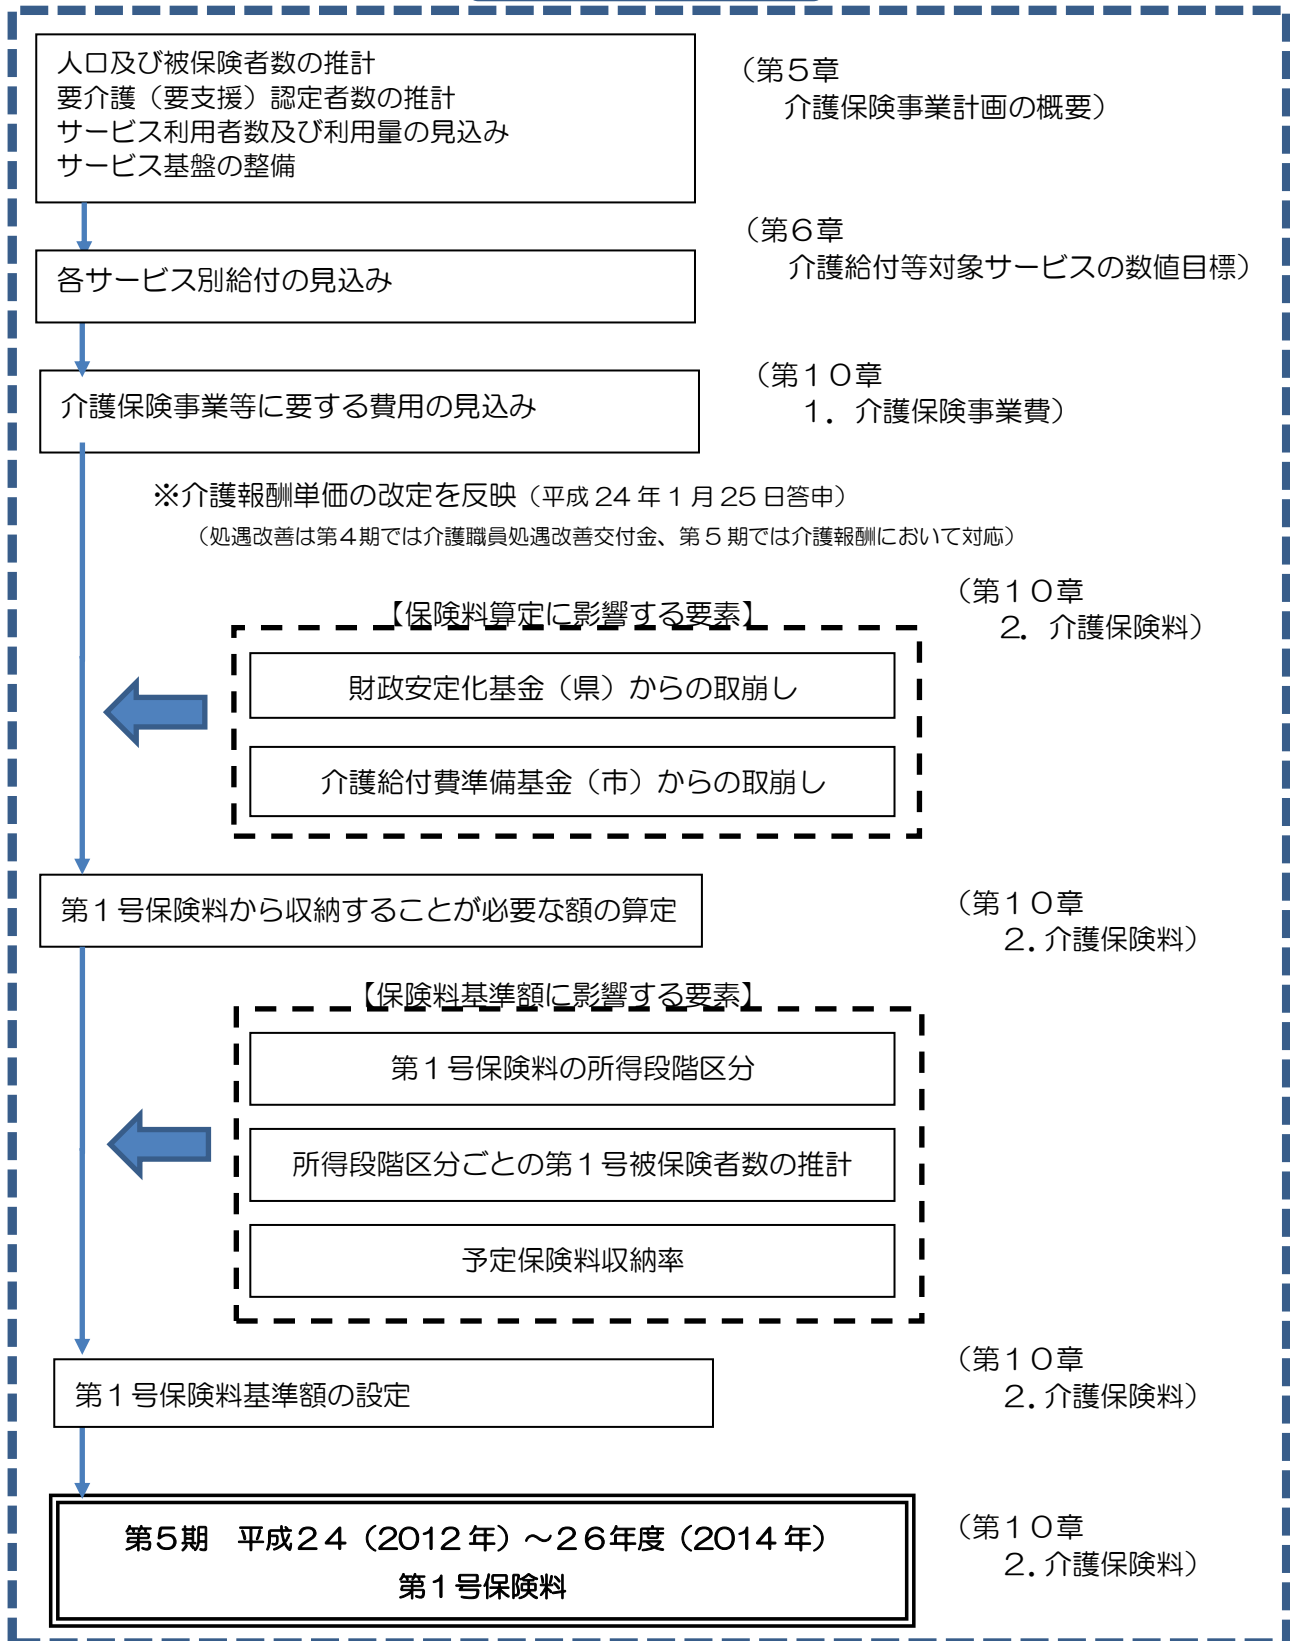 人口及び被保険者数の推計
要介護（要支援）認定者数の推計
サービス利用者数及び利用量の見込み
サービス基盤の整備
（第５章
介護保険事業計画の概要）
各サービス別給付の見込み
（第６章
介護給付等対象サービスの数値目標）
介護保険事業等に要する費用の見込み
（第１０章
１．介護保険事業費）
※介護報酬単価の改定を反映（平成 24 年 1 月 25 日答申）
（処遇改善は第４期では介護職員処遇改善交付金、第５期では介護報酬において対応）
（第１０章
２．介護保険料）
【保険料算定に影響する要素】
財政安定化基金（県）からの取崩し
介護給付費準備基金（市）からの取崩し
第１号保険料から収納することが必要な額の算定
（第１０章
２．介護保険料）
【保険料基準額に影響する要素】
第１号保険料の所得段階区分
所得段階区分ごとの第１号被保険者数の推計
予定保険料収納率
第１号保険料基準額の設定
（第１０章
２．介護保険料）
第５期　平成２４（2012 年）～２６年度（2014 年）
第１号保険料
（第１０章
２．介護保険料）